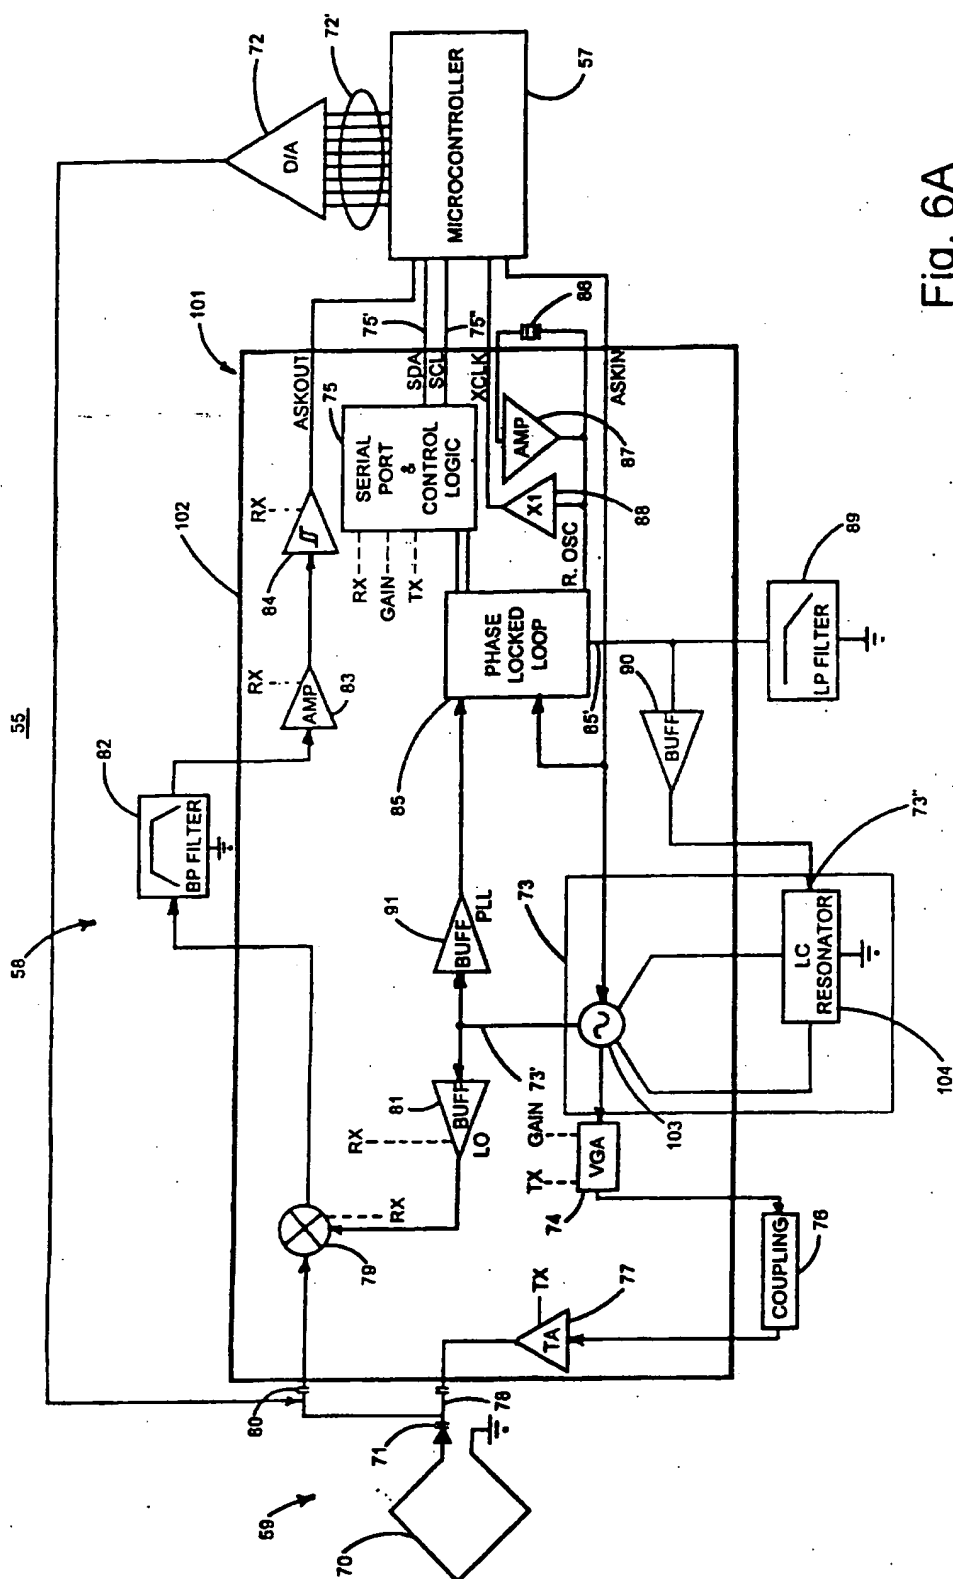 55
58
72
72'
D/A
MICROCONTROLLER
57
101
102
82
BP FILTER
59
70
71
80
78
79
RX
RX
81
BUFF
LO
73'
91
BUFF
PLL
83
AMP
RX
84
RX
ASKOUT
75
SERIAL
PORT
&
CONTROL
LOGIC
RX
GAIN
TX
SDA
75'
SCL
75"
XCLK
85
PHASE
LOCKED
LOOP
85'
R. OSC
X1
88
AMP
87
86
ASKIN
TA
TX
77
74
TX
GAIN
VGA
103
73
COUPLING
76
90
BUFF
89
LP FILTER
73"
LC
RESONATOR
104
Fig. 6A